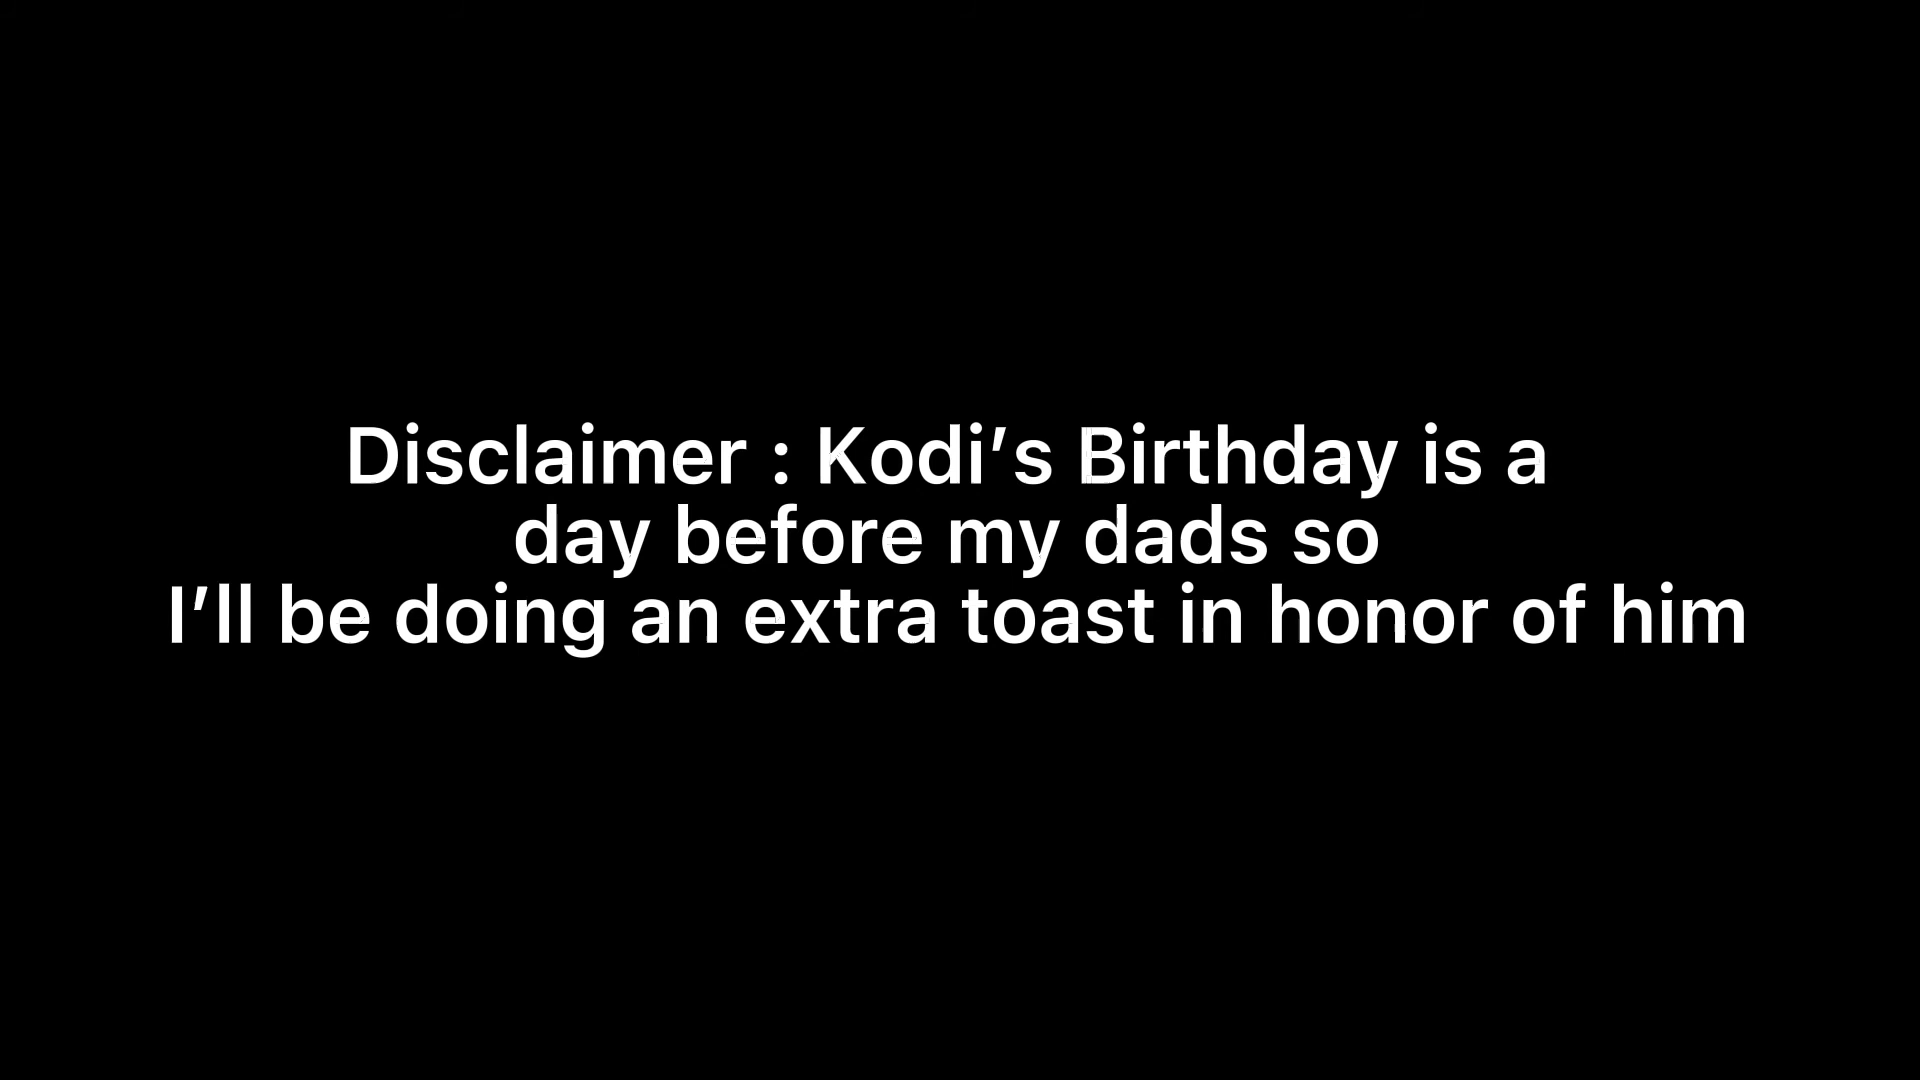 Disclaimer : Kodi’s Birthday is a
day before my dads so
I’ll be doing an extra toast in honor of him